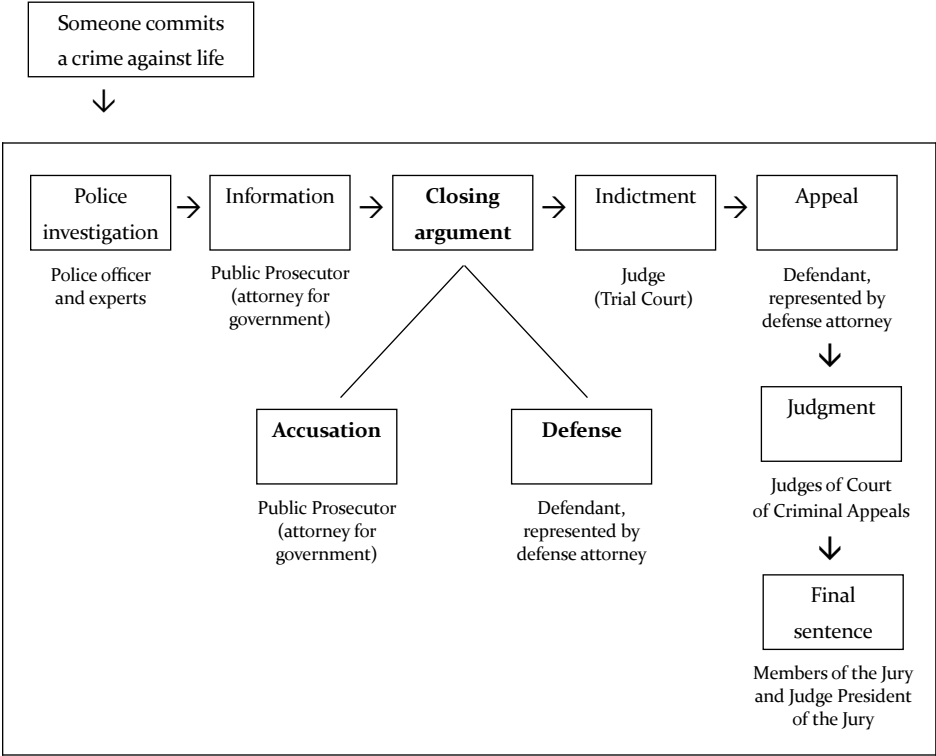 Someone commits
a crime against life
Police
investigation
Police officer
and experts
Information
Public Prosecutor
(attorney for
government)
Closing
argument
Indictment
Judge
(Trial Court)
Appeal
Defendant,
represented by
defense attorney
Accusation
Public Prosecutor
(attorney for
government)
Defense
Defendant,
represented by
defense attorney
Judgment
Judges of Court
of Criminal Appeals
Final
sentence
Members of the Jury
and Judge President
of the Jury